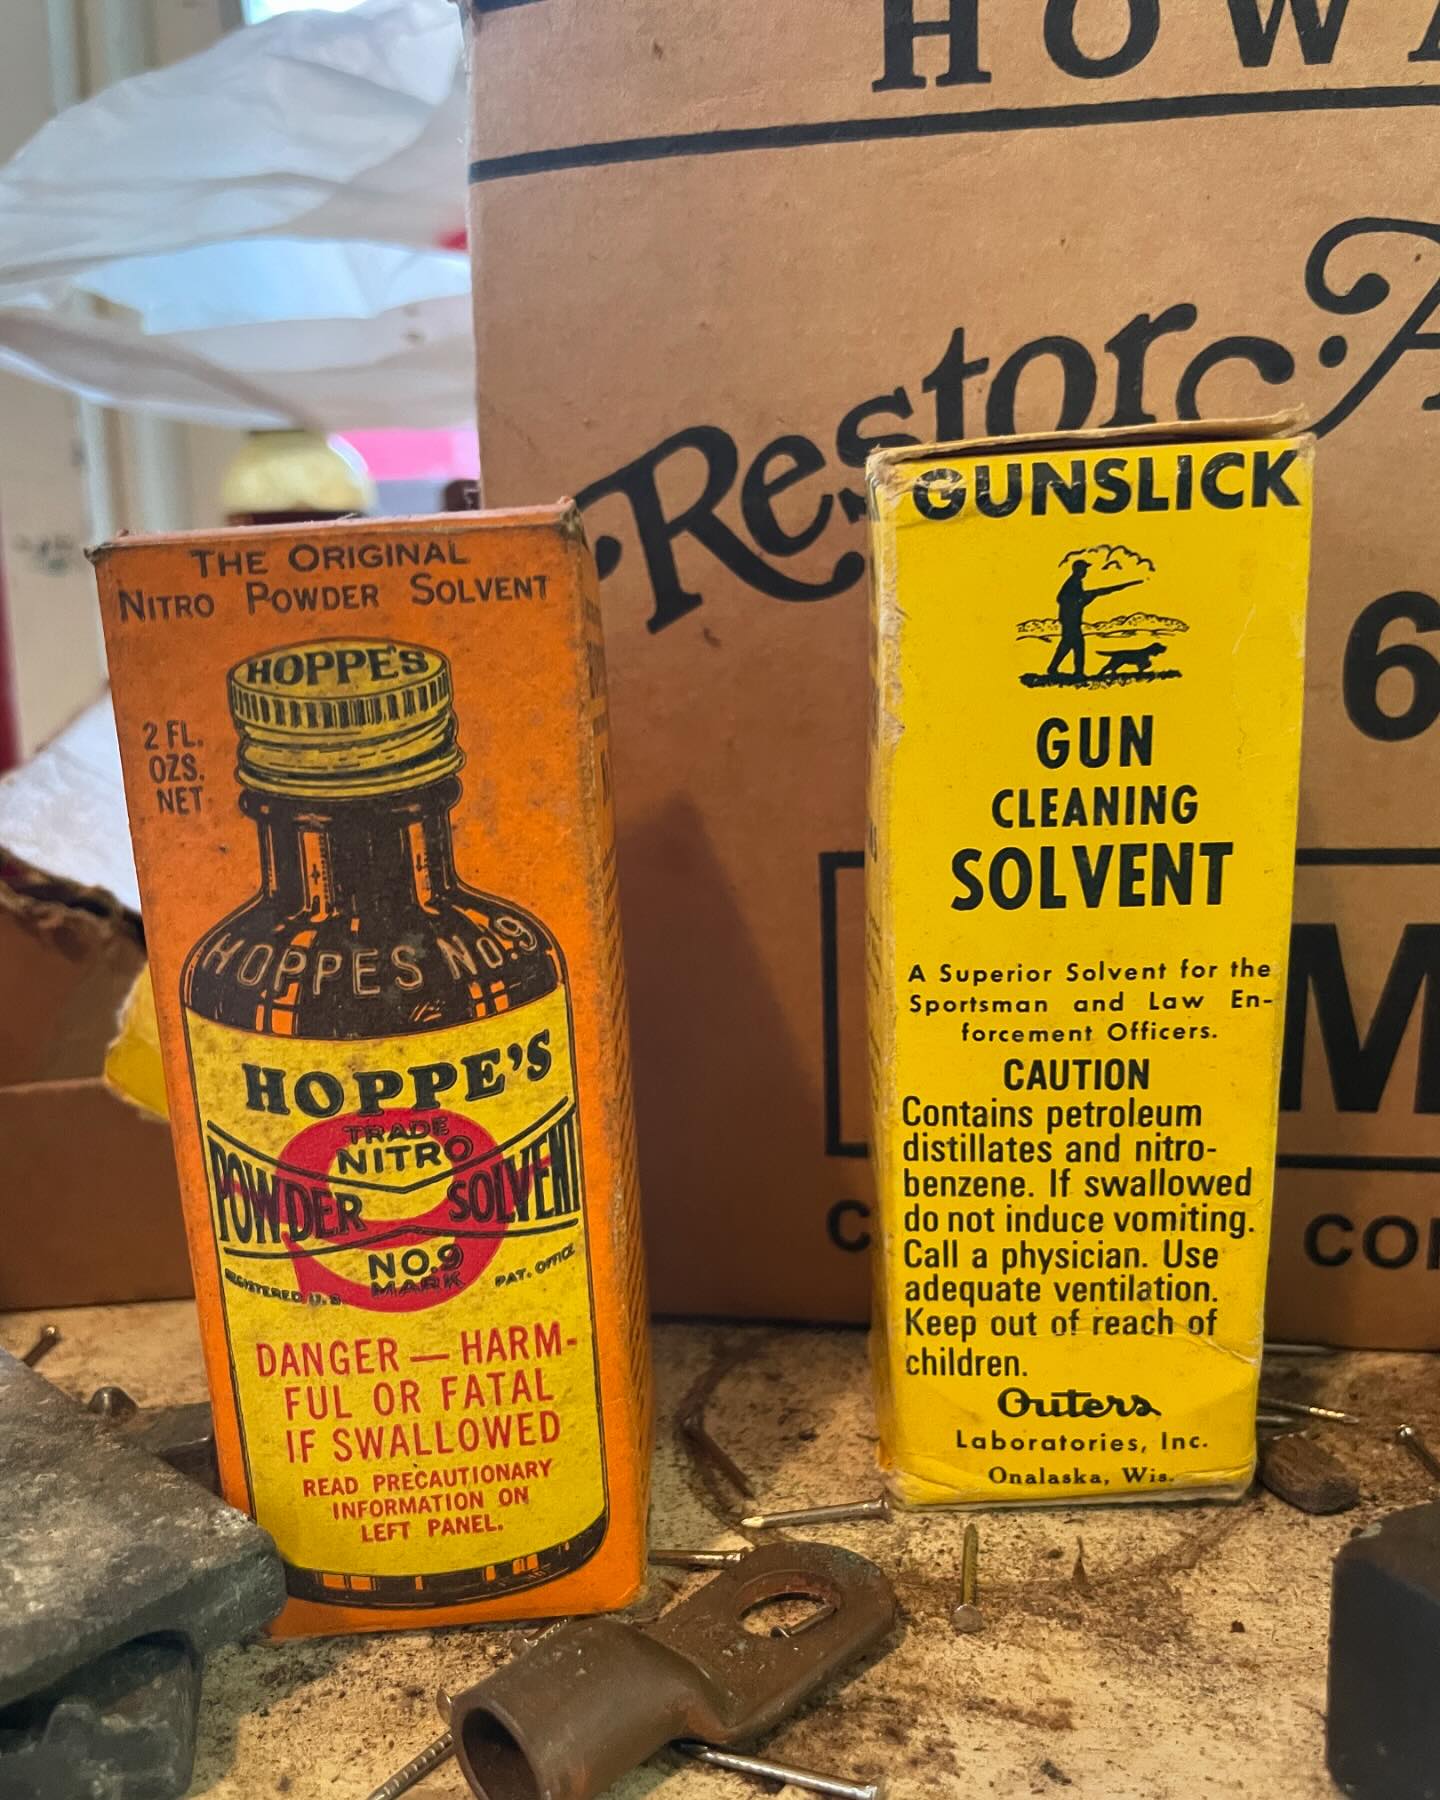 HOW
Restor-A
6
M
CO
THE ORIGINAL
NITRO POWDER SOLVENT
HOPPE'S
2 FL.
OZS.
NET
HOPPES No.9
HOPPE'S
TRADE
NITRO
POWDER SOLVENT
NO.9
MARK
REGISTERED U.S. PAT. OFFICE
DANGER — HARM-
FUL OR FATAL
IF SWALLOWED
READ PRECAUTIONARY
INFORMATION ON
LEFT PANEL.
GUNSLICK
GUN
CLEANING
SOLVENT
A Superior Solvent for the
Sportsman and Law En-
forcement Officers.
CAUTION
Contains petroleum
distillates and nitro-
benzene. If swallowed
do not induce vomiting.
Call a physician. Use
adequate ventilation.
Keep out of reach of
children.
Outers
Laboratories, Inc.
Onalaska, Wis.